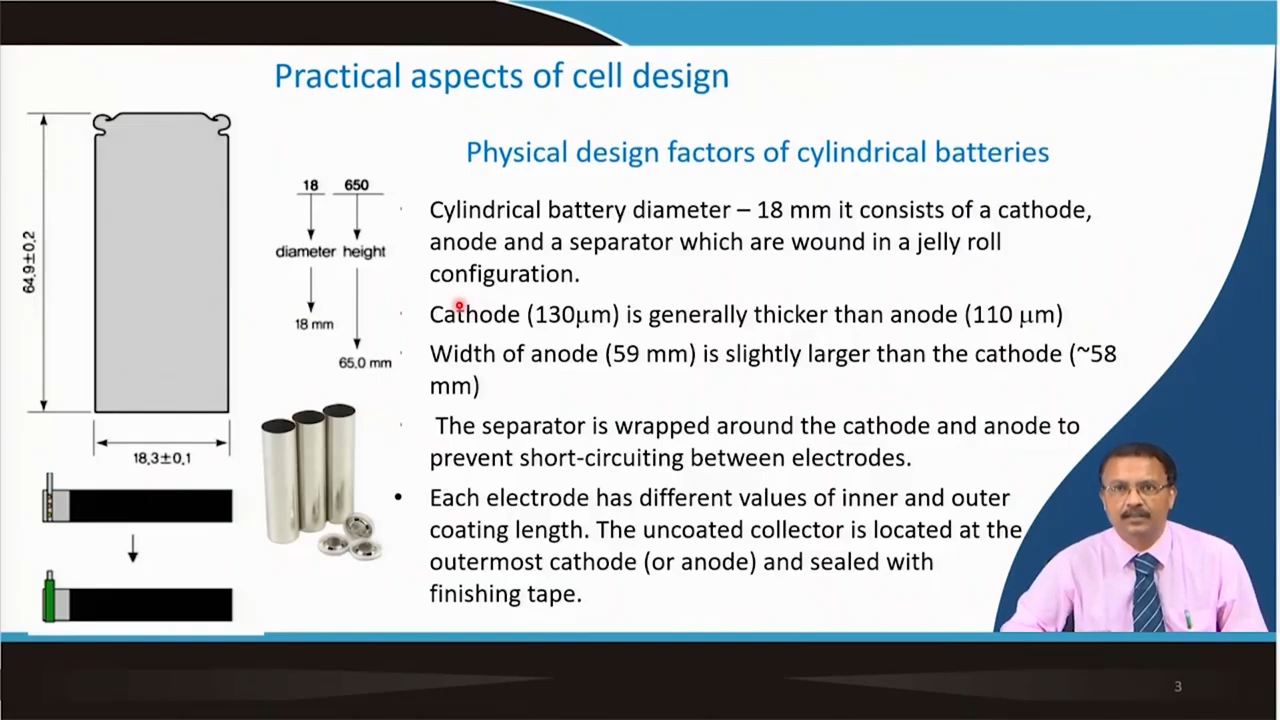 Practical aspects of cell design
Physical design factors of cylindrical batteries
64,9±0,2
18,3±0,1
18 650
diameter height
18 mm
65,0 mm
Cylindrical battery diameter – 18 mm it consists of a cathode,
anode and a separator which are wound in a jelly roll
configuration.
Cathode (130μm) is generally thicker than anode (110 μm)
Width of anode (59 mm) is slightly larger than the cathode (~58
mm)
The separator is wrapped around the cathode and anode to
prevent short-circuiting between electrodes.
• Each electrode has different values of inner and outer
coating length. The uncoated collector is located at the
outermost cathode (or anode) and sealed with
finishing tape.
3